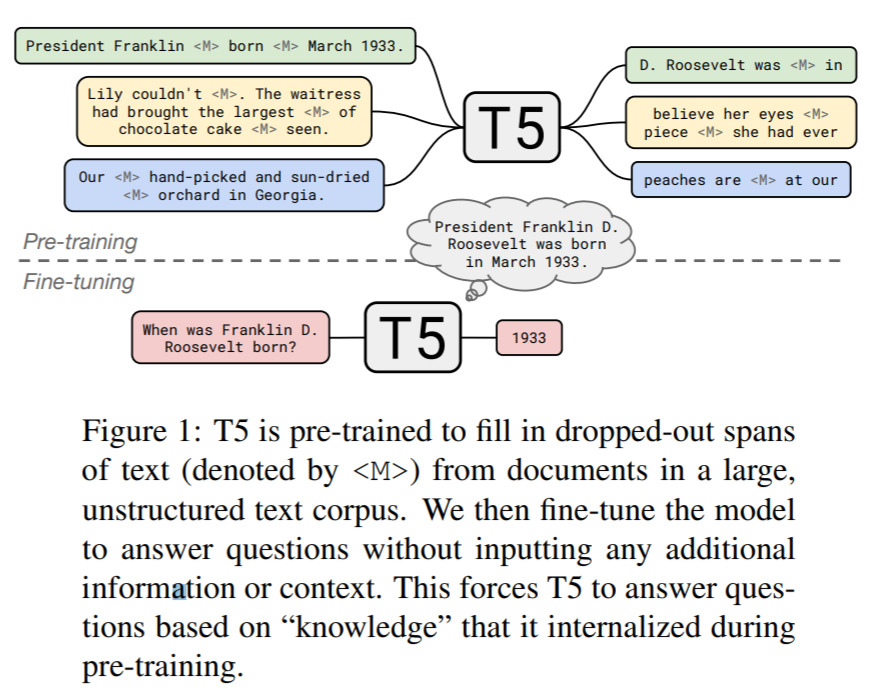 President Franklin <M> born <M> March 1933.
Lily couldn't <M>. The waitress
had brought the largest <M> of
chocolate cake <M> seen.
Our <M> hand-picked and sun-dried
<M> orchard in Georgia.
T5
D. Roosevelt was <M> in
believe her eyes <M>
piece <M> she had ever
peaches are <M> at our
Pre-training
President Franklin D.
Roosevelt was born
in March 1933.
Fine-tuning
When was Franklin D.
Roosevelt born?
T5
1933
Figure 1: T5 is pre-trained to fill in dropped-out spans
of text (denoted by <M>) from documents in a large,
unstructured text corpus. We then fine-tune the model
to answer questions without inputting any additional
information or context. This forces T5 to answer ques-
tions based on “knowledge” that it internalized during
pre-training.